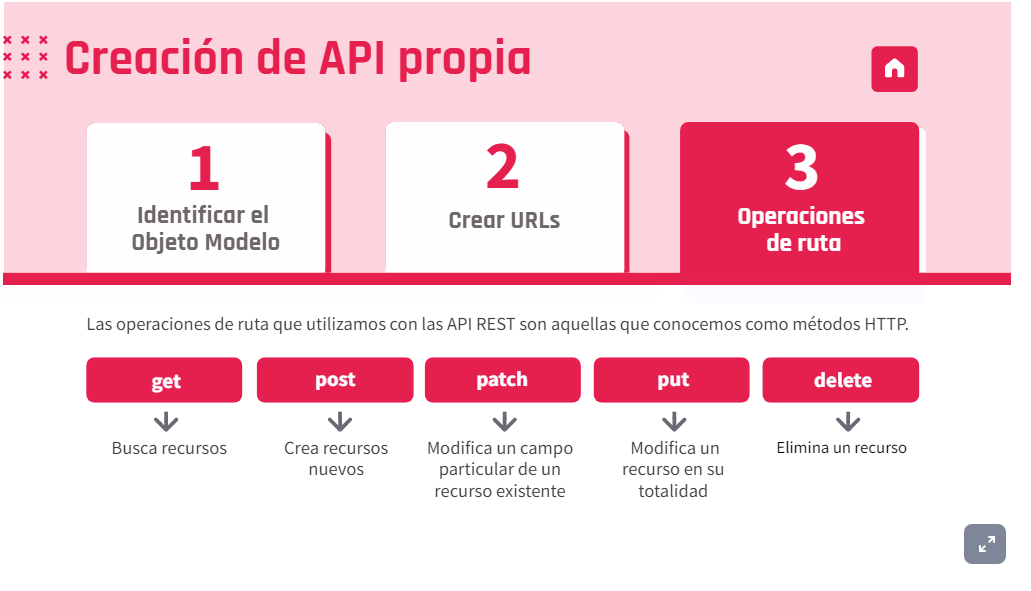 Creación de API propia
1
Identificar el
Objeto Modelo
2
Crear URLs
3
Operaciones
de ruta
Las operaciones de ruta que utilizamos con las API REST son aquellas que conocemos como métodos HTTP.
get
Busca recursos
post
Crea recursos
nuevos
patch
Modifica un campo
particular de un
recurso existente
put
Modifica un
recurso en su
totalidad
delete
Elimina un recurso